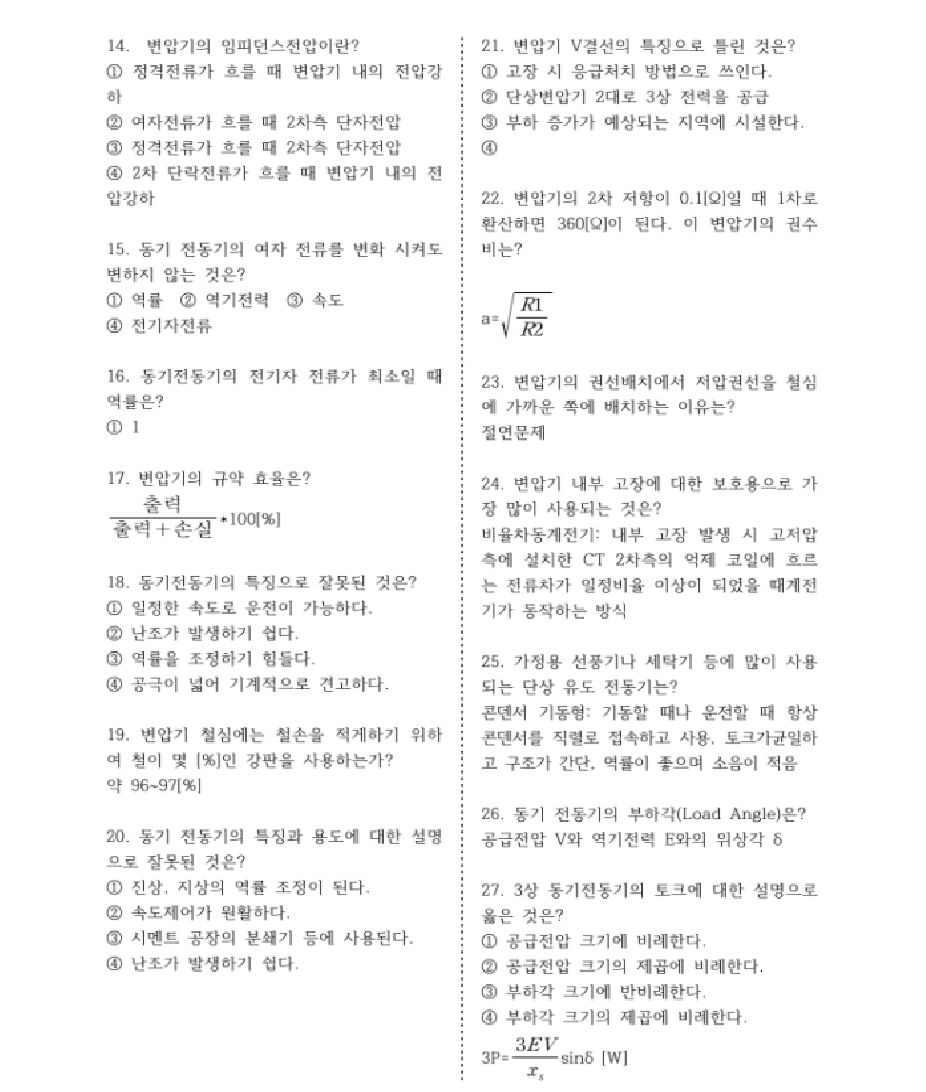 14.  변압기의 임피던스전압이란?
① 정격전류가 흐를 때 변압기 내의 전압강
하
② 여자전류가 흐를 때 2차측 단자전압
③ 정격전류가 흐를 때 2차측 단자전압
④ 2차 단락전류가 흐를 때 변압기 내의 전
압강하
15. 동기 전동기의 여자 전류를 변화 시켜도
변하지 않는 것은?
① 역률  ② 역기전력  ③ 속도
④ 전기자전류
16. 동기전동기의 전기자 전류가 최소일 때
역률은?
① 1
17. 변압기의 규약 효율은?
출력
출력+손실 *100[%]
18. 동기전동기의 특징으로 잘못된 것은?
① 일정한 속도로 운전이 가능하다.
② 난조가 발생하기 쉽다.
③ 역률을 조정하기 힘들다.
④ 공극이 넓어 기계적으로 견고하다.
19. 변압기 철심에는 철손을 적게하기 위하
여 철이 몇 [%]인 강판을 사용하는가?
약 96~97[%]
20. 동기 전동기의 특징과 용도에 대한 설명
으로 잘못된 것은?
① 진상, 지상의 역률 조정이 된다.
② 속도제어가 원활하다.
③ 시멘트 공장의 분쇄기 등에 사용된다.
④ 난조가 발생하기 쉽다.
21. 변압기 V결선의 특징으로 틀린 것은?
① 고장 시 응급처치 방법으로 쓰인다.
② 단상변압기 2대로 3상 전력을 공급
③ 부하 증가가 예상되는 지역에 시설한다.
④
22. 변압기의 2차 저항이 0.1[Ω]일 때 1차로
환산하면 360[Ω]이 된다. 이 변압기의 권수
비는?
a=√R1
R2
23. 변압기의 권선배치에서 저압권선을 철심
에 가까운 쪽에 배치하는 이유는?
절연문제
24. 변압기 내부 고장에 대한 보호용으로 가
장 많이 사용되는 것은?
비율차동계전기: 내부 고장 발생 시 고저압
측에 설치한 CT 2차측의 억제 코일에 흐르
는 전류차가 일정비율 이상이 되었을 때계전
기가 동작하는 방식
25. 가정용 선풍기나 세탁기 등에 많이 사용
되는 단상 유도 전동기는?
콘덴서 기동형: 기동할 때나 운전할 때 항상
콘덴서를 직렬로 접속하고 사용, 토크가균일하
고 구조가 간단, 역률이 좋으며 소음이 적음
26. 동기 전동기의 부하각(Load Angle)은?
공급전압 V와 역기전력 E와의 위상각 δ
27. 3상 동기전동기의 토크에 대한 설명으로
옳은 것은?
① 공급전압 크기에 비례한다.
② 공급전압 크기의 제곱에 비례한다.
③ 부하각 크기에 반비례한다.
④ 부하각 크기의 제곱에 비례한다.
3P= 3EV
xs sinδ [W]